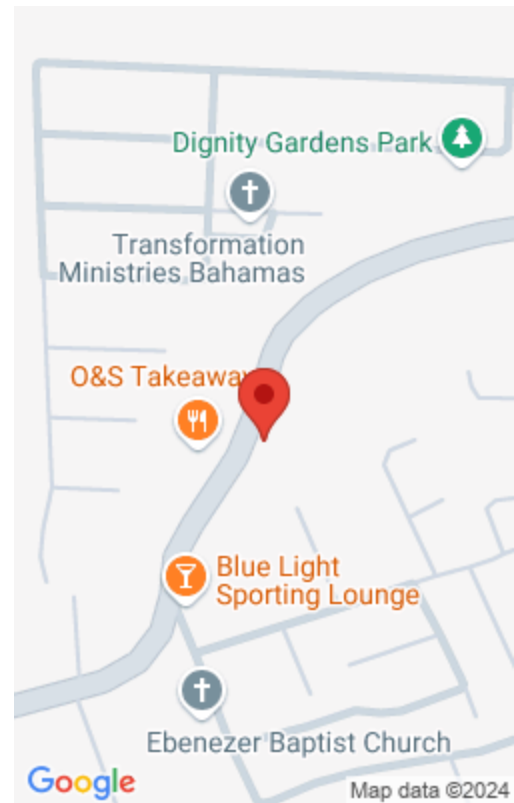 Dignity Gardens Park
Transformation
Ministries Bahamas
O&S Takeaway
Blue Light
Sporting Lounge
Ebenezer Baptist Church
Google
Map data ©2024